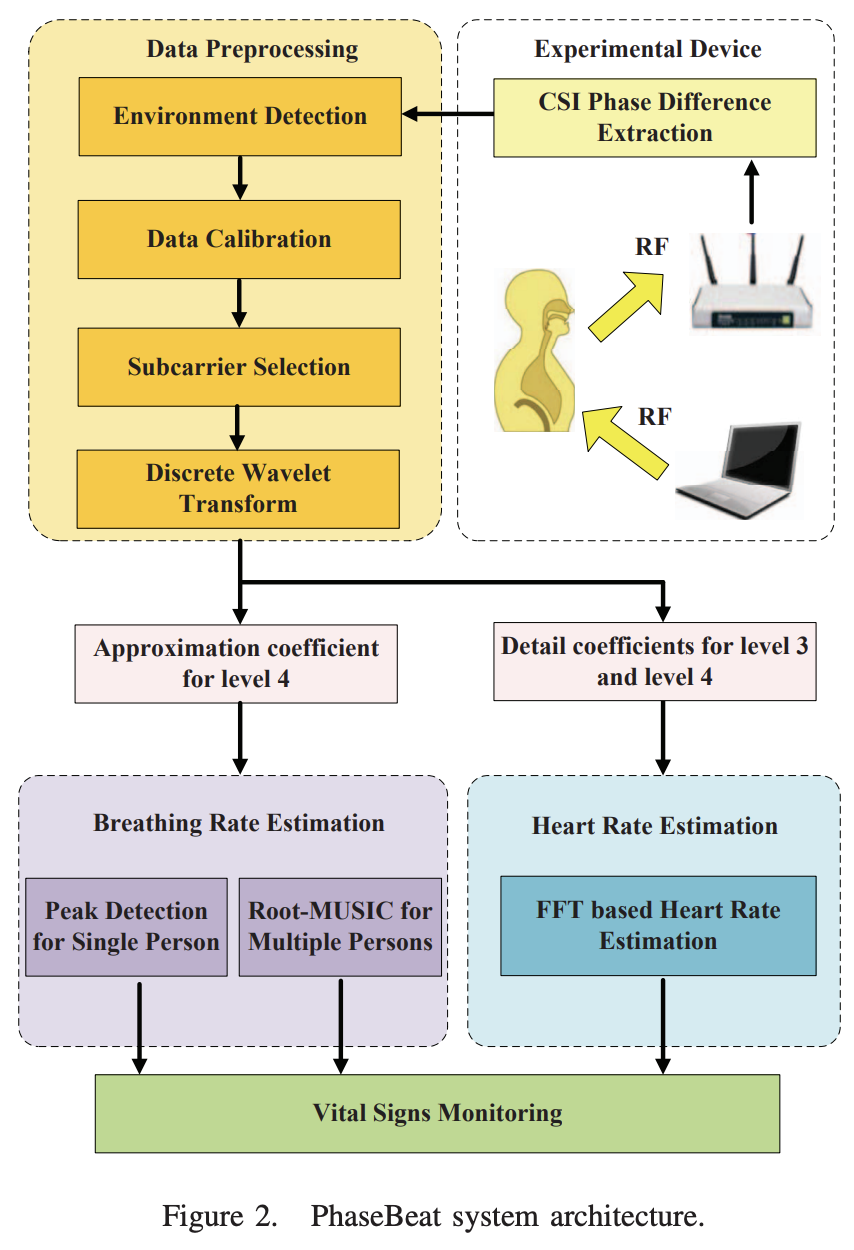 Data Preprocessing
Environment Detection
Data Calibration
Subcarrier Selection
Discrete Wavelet
Transform
Experimental Device
CSI Phase Difference
Extraction
RF
RF
Approximation coefficient
for level 4
Detail coefficients for level 3
and level 4
Breathing Rate Estimation
Peak Detection
for Single Person
Root-MUSIC for
Multiple Persons
Heart Rate Estimation
FFT based Heart Rate
Estimation
Vital Signs Monitoring
Figure 2. PhaseBeat system architecture.